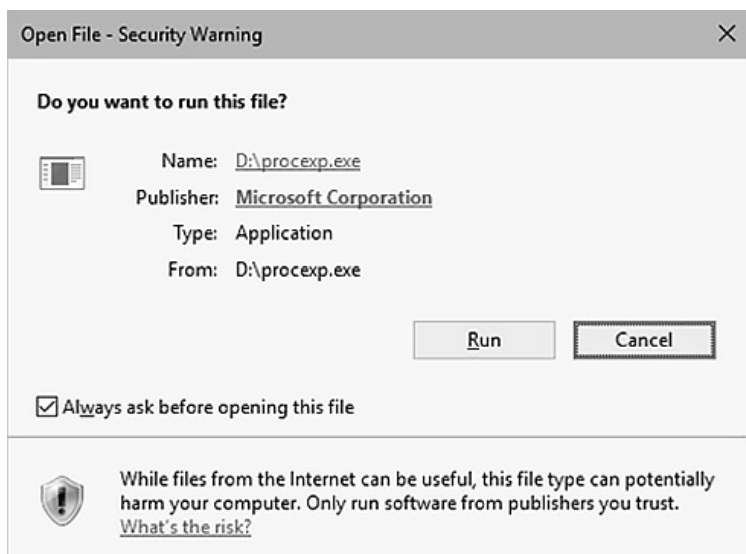 Open File - Security Warning
Do you want to run this file?
Name: D:\procexp.exe
Publisher: Microsoft Corporation
Type: Application
From: D:\procexp.exe
Run Cancel
Always ask before opening this file
While files from the Internet can be useful, this file type can potentially
harm your computer. Only run software from publishers you trust.
What's the risk?